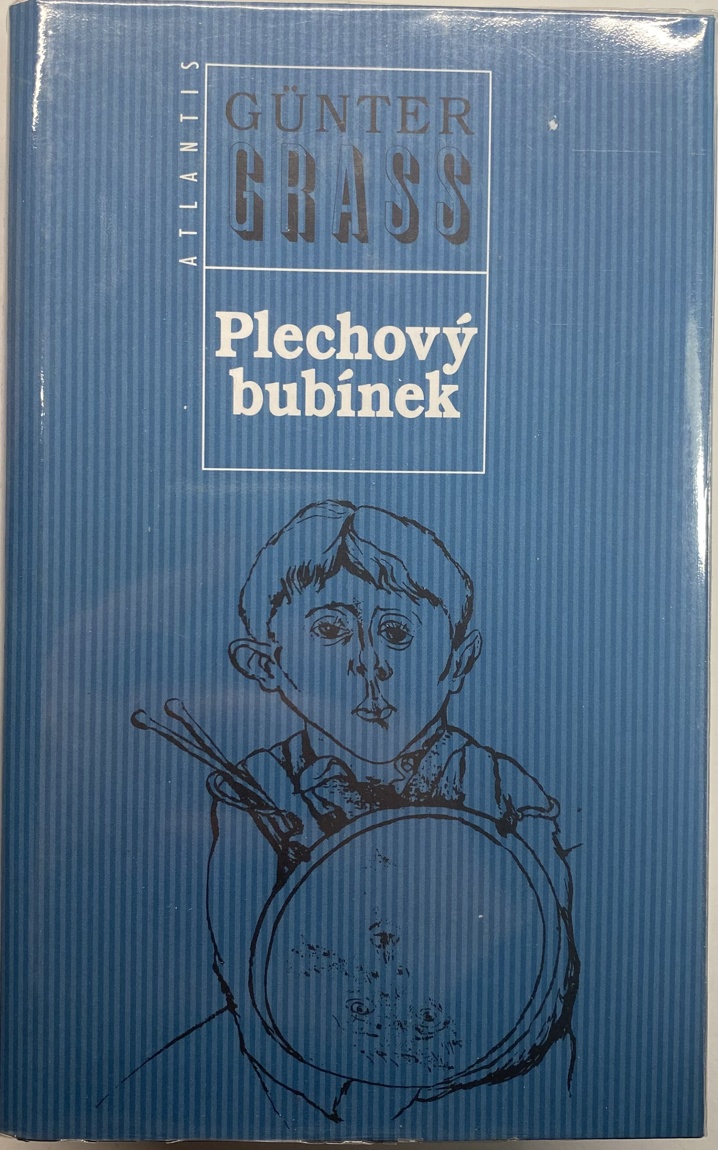 ATLANTIS
GÜNTER
GRASS
Plechový
bubínek